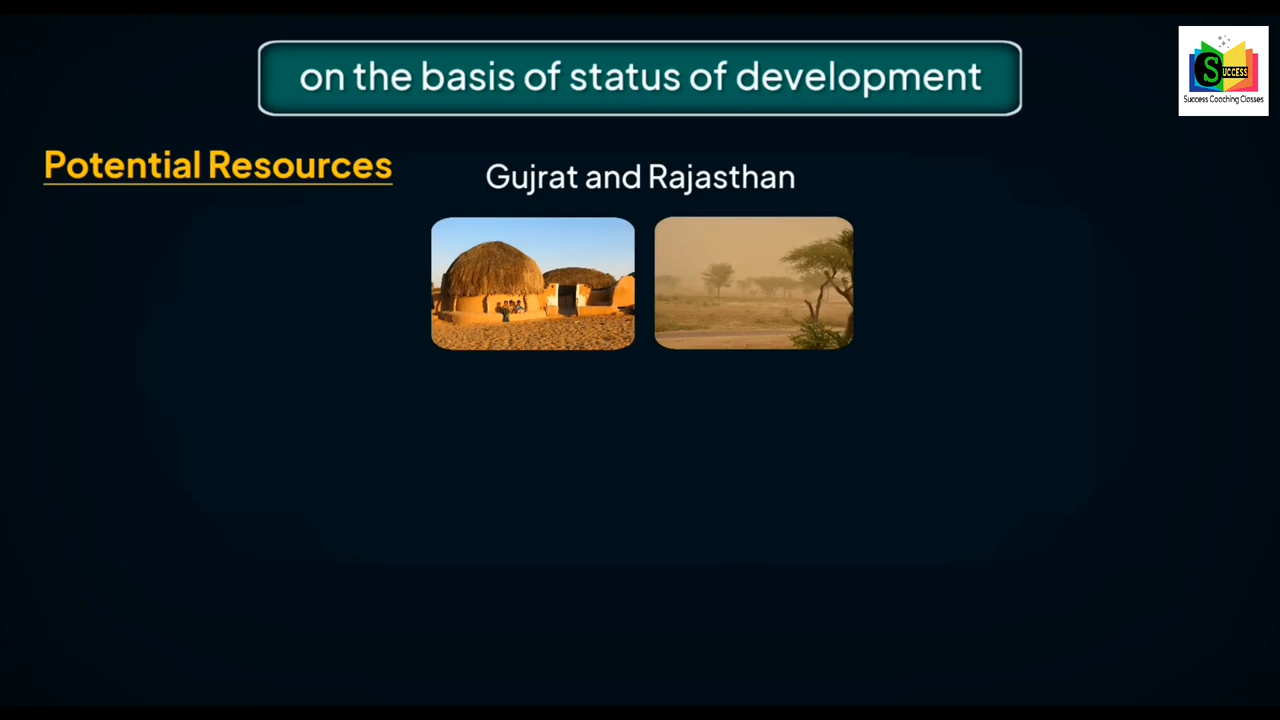 on the basis of status of development
Potential Resources
Gujrat and Rajasthan
SUCCESS
Success Coaching Classes